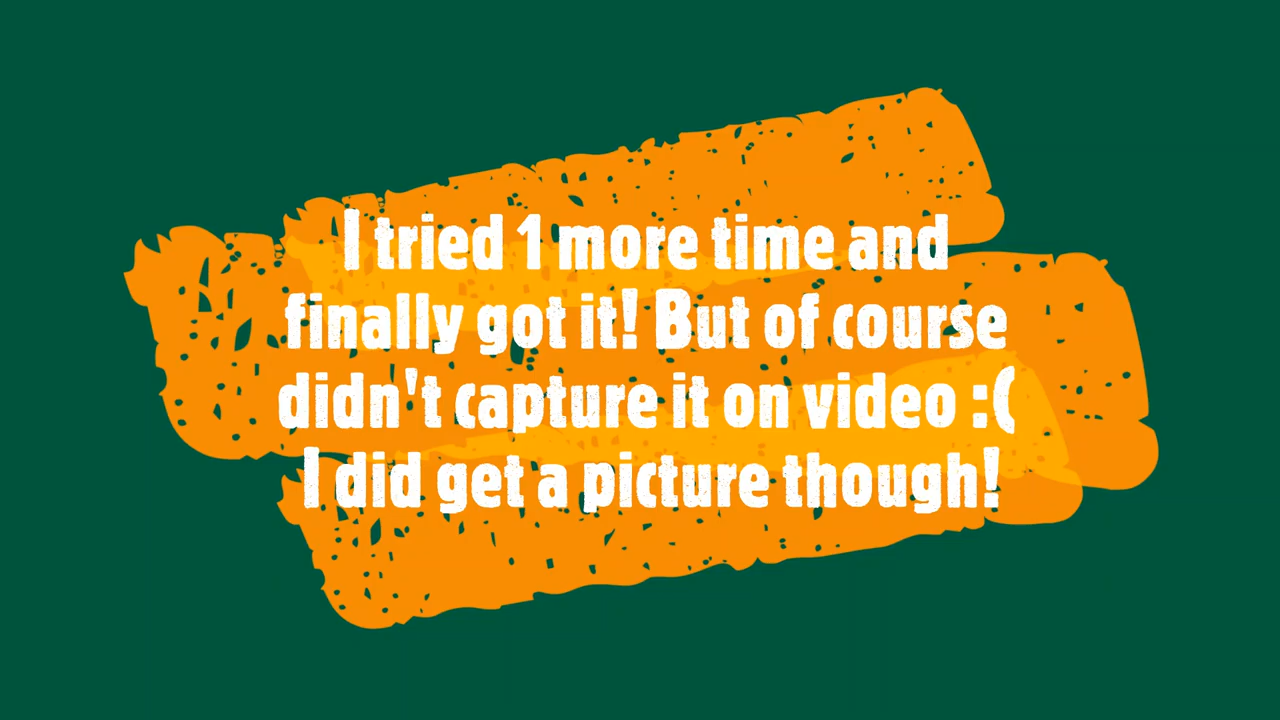 I tried 1 more time and
finally got it! But of course
didn't capture it on video :(
I did get a picture though!